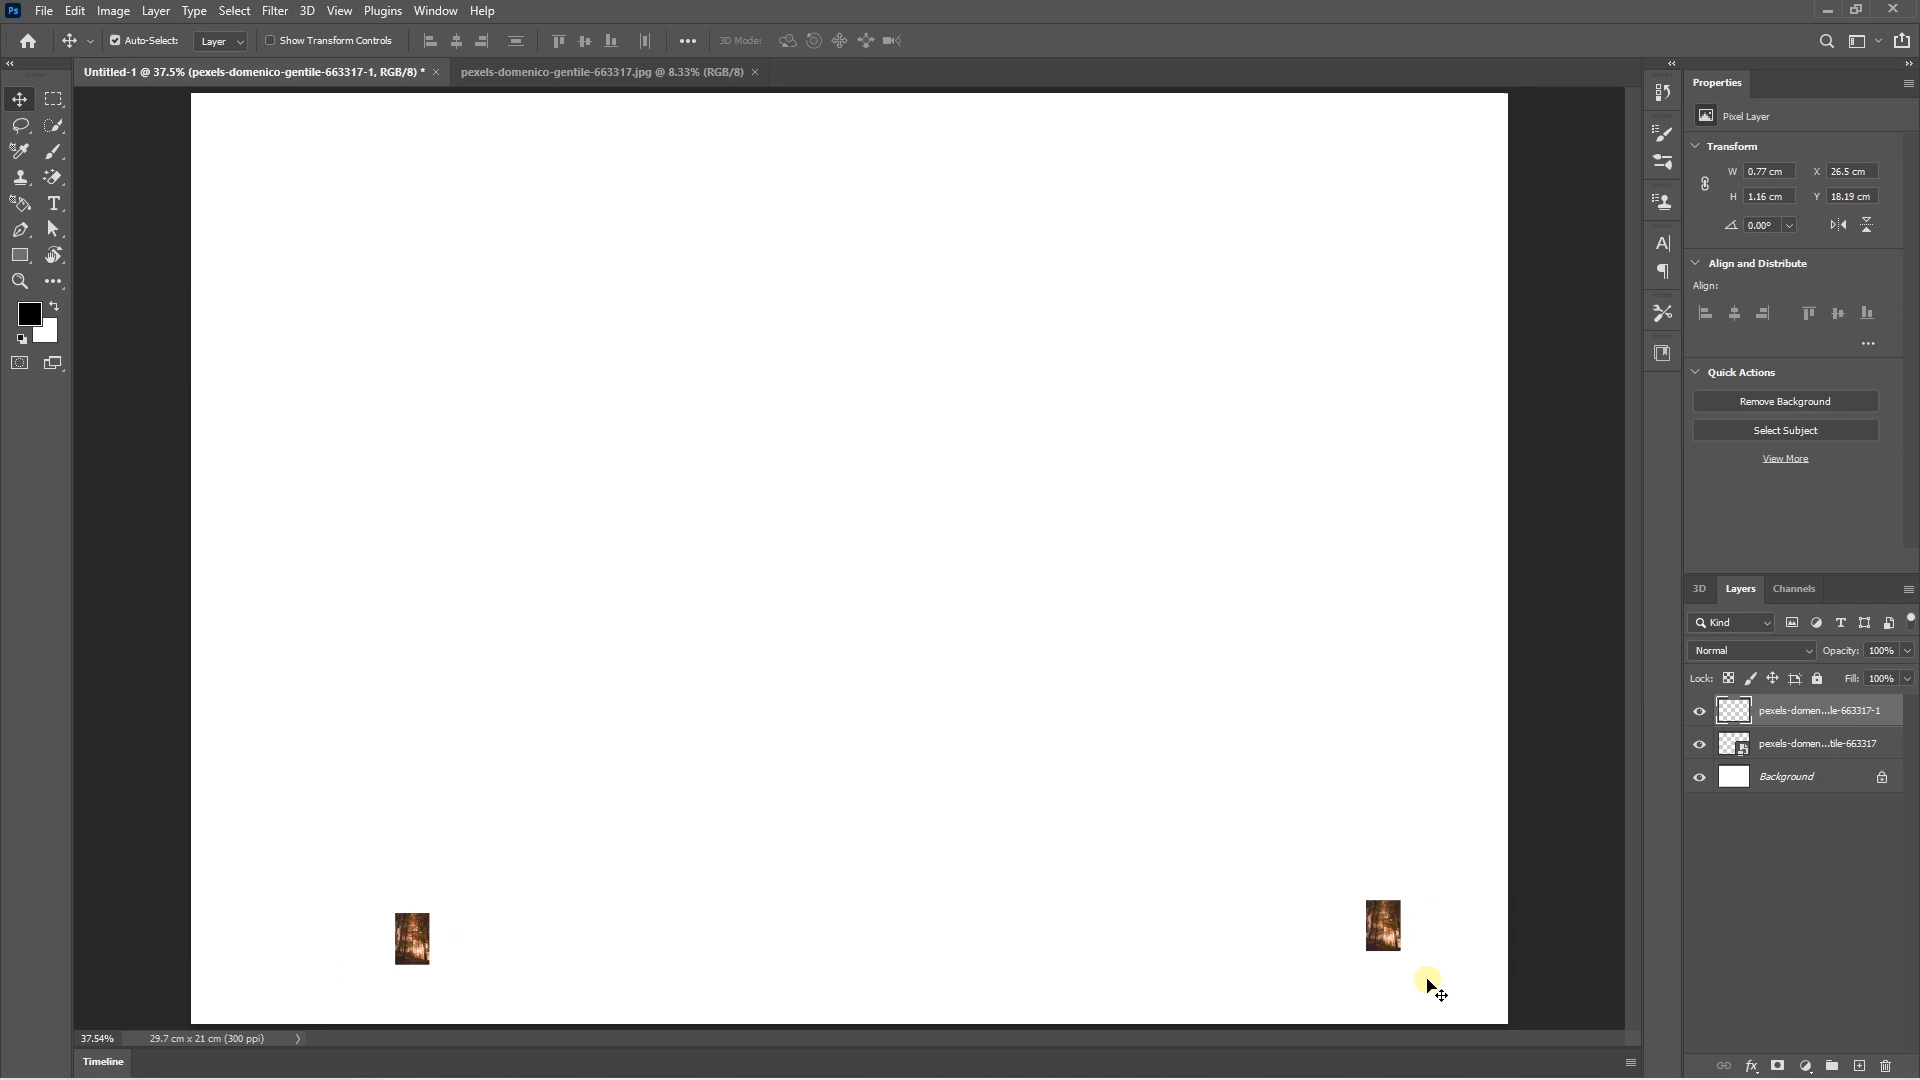 Ps File Edit Image Layer Type Select Filter 3D View Plugins Window Help
Auto-Select: Layer Show Transform Controls 3D Mode:
Untitled-1 @ 37.5% (pexels-domenico-gentile-663317-1, RGB/8) * × pexels-domenico-gentile-663317.jpg @ 8.33% (RGB/8) ×
Properties
Pixel Layer
Transform
W 0.77 cm X 26.5 cm
H 1.16 cm Y 18.19 cm
0.00°
Align and Distribute
Align:
Quick Actions
Remove Background
Select Subject
View More
3D Layers Channels
Kind
Normal Opacity: 100%
Lock: Fill: 100%
pexels-domen...le-663317-1
pexels-domen...tile-663317
Background
37.54% 29.7 cm x 21 cm (300 ppi)
Timeline